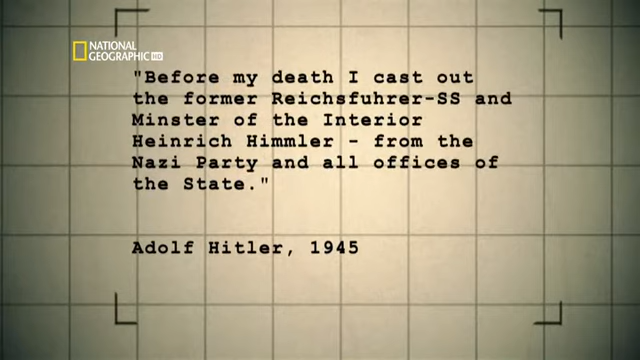 NATIONAL
GEOGRAPHIC HD
"Before my death I cast out
the former Reichsfuhrer-SS and
Minster of the Interior
Heinrich Himmler - from the
Nazi Party and all offices of
the State."
Adolf Hitler, 1945